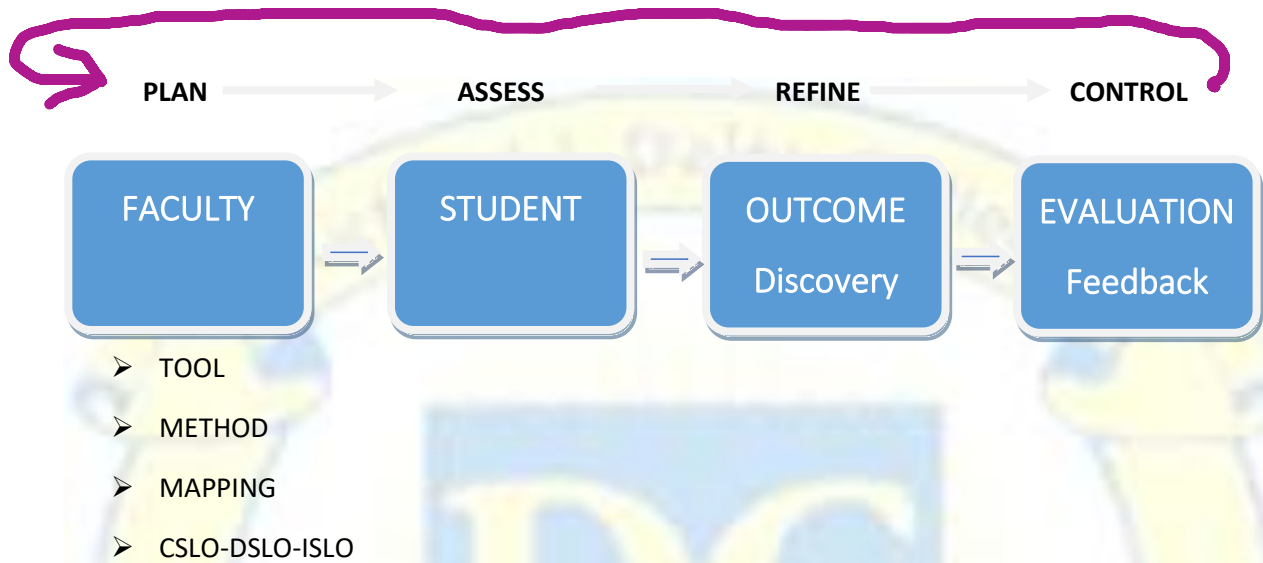 PLAN ASSESS REFINE CONTROL
FACULTY STUDENT OUTCOME EVALUATION
Discovery Feedback
➢ TOOL
➢ METHOD
➢ MAPPING
➢ CSLO-DSLO-ISLO